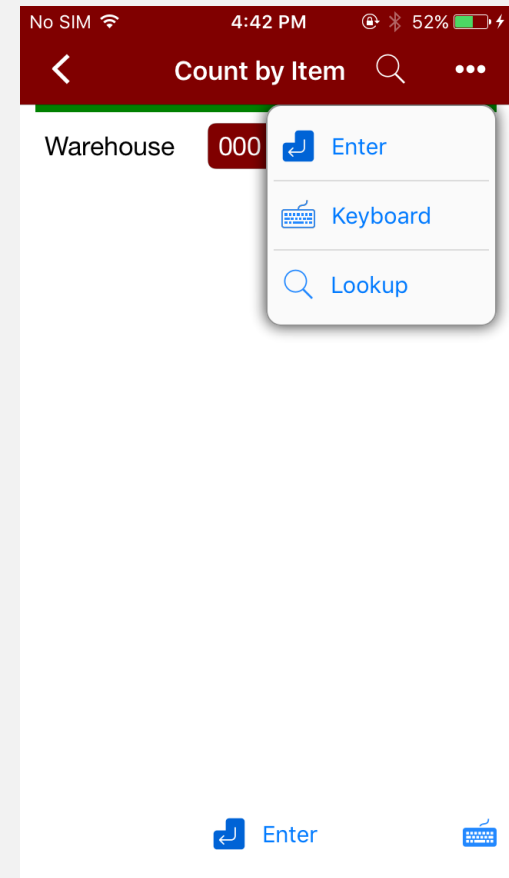 No SIM 4:42 PM 52%
Count by Item
Warehouse 000
Enter
Keyboard
Lookup
Enter